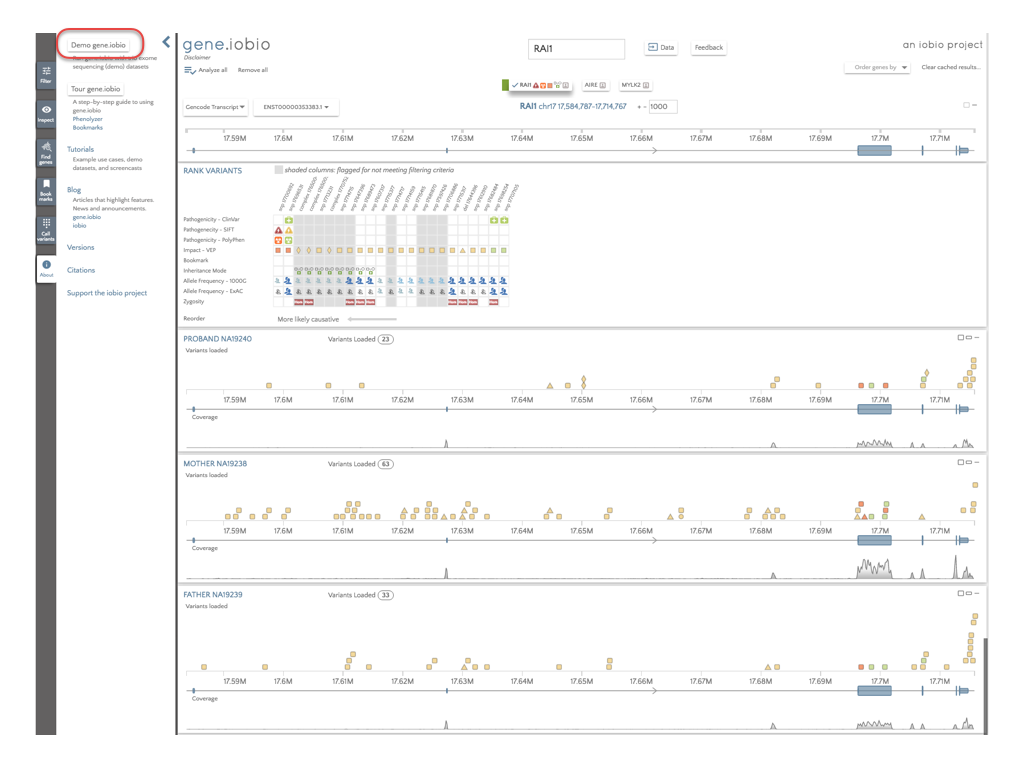 Demo gene.iobio
sequencing (demo) datasets
Tour gene.iobio
A step-by-step guide to using
gene.iobio
Phenolyzer
Bookmarks
Tutorials
Example use cases, demo
datasets, and screencasts
Blog
Articles that highlight features.
News and announcements.
gene.iobio
iobio
Versions
Citations
Support the iobio project
Filter
Inspect
Find
genes
Book
marks
Call
variants
About
gene.iobio
Disclaimer
Analyze all Remove all
RAI1
Data
Feedback
an iobio project
Order genes by
Clear cached results...
RAI1
AIRE
MYLK2
Gencode Transcript
ENST00000353383.1
RAI1 chr17 17,584,787-17,714,767 + - 1000
17.59M 17.6M 17.61M 17.62M 17.63M 17.64M 17.65M 17.66M 17.67M 17.68M 17.69M 17.7M 17.71M
RANK VARIANTS
shaded columns: flagged for not meeting filtering criteria
Pathogenicity - ClinVar
Pathogenecity - SIFT
Pathogenicity - PolyPhen
Impact - VEP
Bookmark
Inheritance Mode
Allele Frequency - 1000G
Allele Frequency - ExAC
Zygosity
Reorder
More likely causative
PROBAND NA19240
Variants Loaded 23
Variants loaded
17.59M 17.6M 17.61M 17.62M 17.63M 17.64M 17.65M 17.66M 17.67M 17.68M 17.69M 17.7M 17.71M
Coverage
MOTHER NA19238
Variants Loaded 63
Variants loaded
17.59M 17.6M 17.61M 17.62M 17.63M 17.64M 17.65M 17.66M 17.67M 17.68M 17.69M 17.7M 17.71M
Coverage
FATHER NA19239
Variants Loaded 33
Variants loaded
17.59M 17.6M 17.61M 17.62M 17.63M 17.64M 17.65M 17.66M 17.67M 17.68M 17.69M 17.7M 17.71M
Coverage